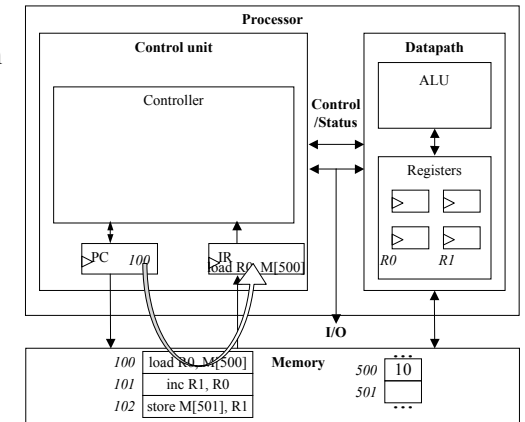 Processor
Control unit
Datapath
ALU
Controller
Control
/Status
Registers
PC
100
IR
load R0, M[500]
R0
R1
I/O
Memory
100 load R0, M[500]
101 inc R1, R0
102 store M[501], R1
...
500 10
501
...